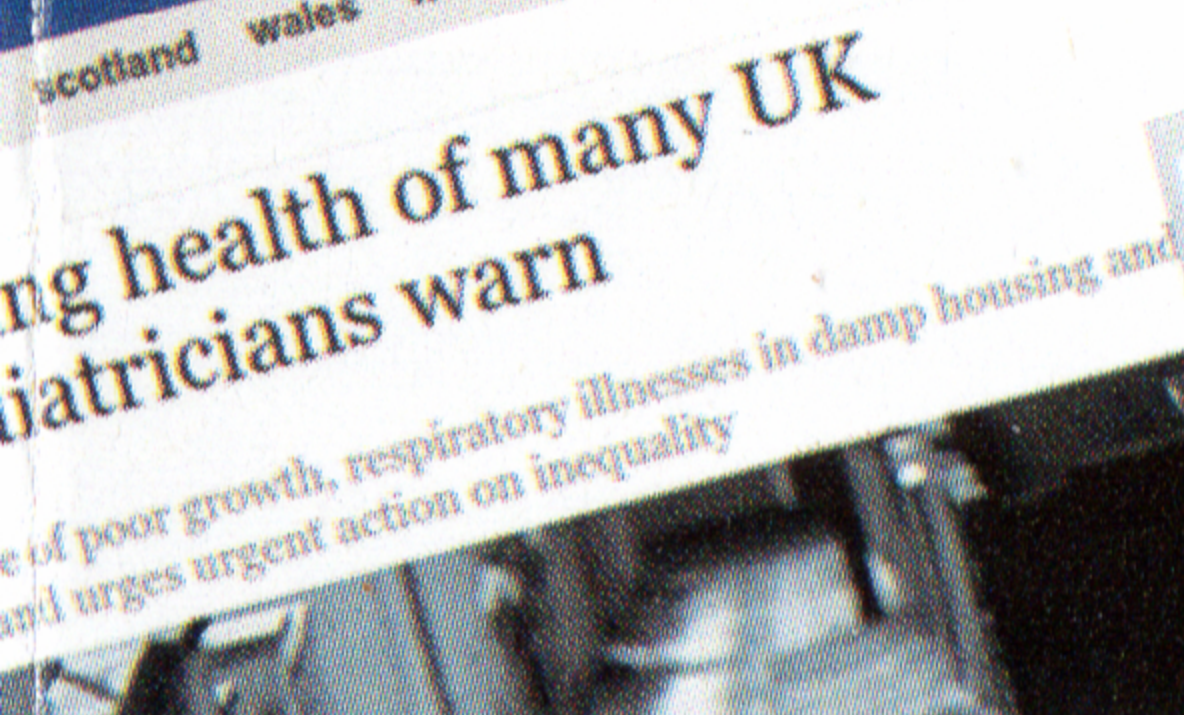 scotland wales
ng health of many UK
iatricians warn
e of poor growth, respiratory illnesses in damp housing and
and urges urgent action on inequality